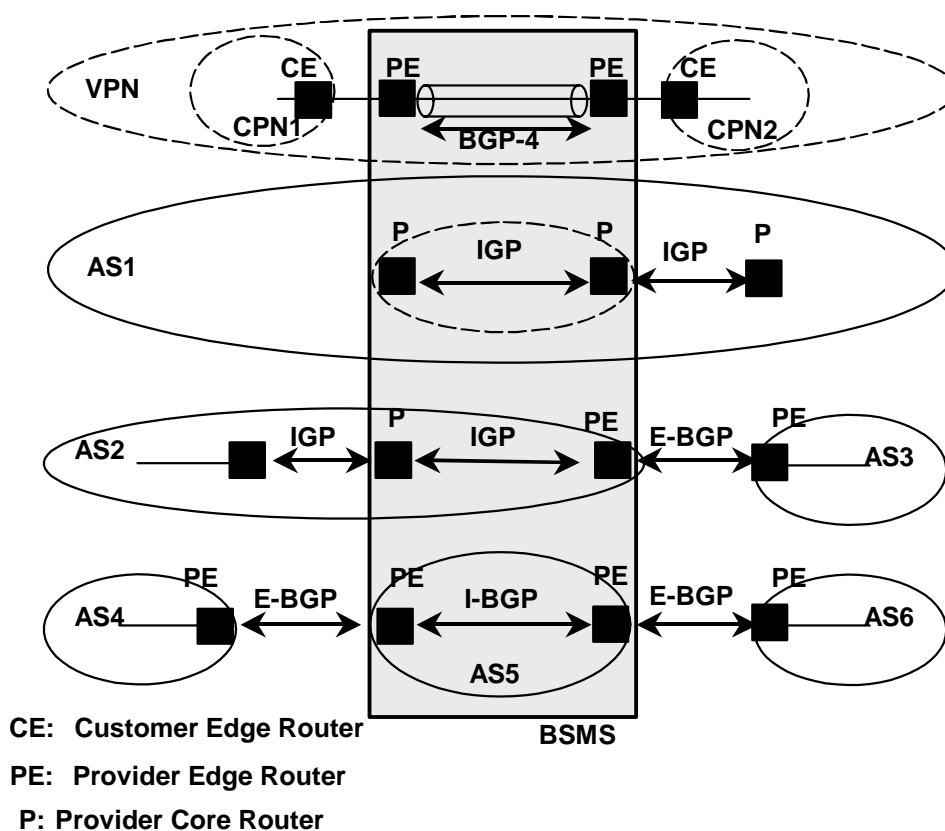 CE PE PE CE
VPN
CPN1 CPN2
BGP-4
P P P
IGP IGP
AS1
P PE PE
IGP IGP E-BGP
AS2 AS3
PE PE PE PE
E-BGP I-BGP E-BGP
AS4 AS6
AS5
CE: Customer Edge Router
BSMS
PE: Provider Edge Router
P: Provider Core Router